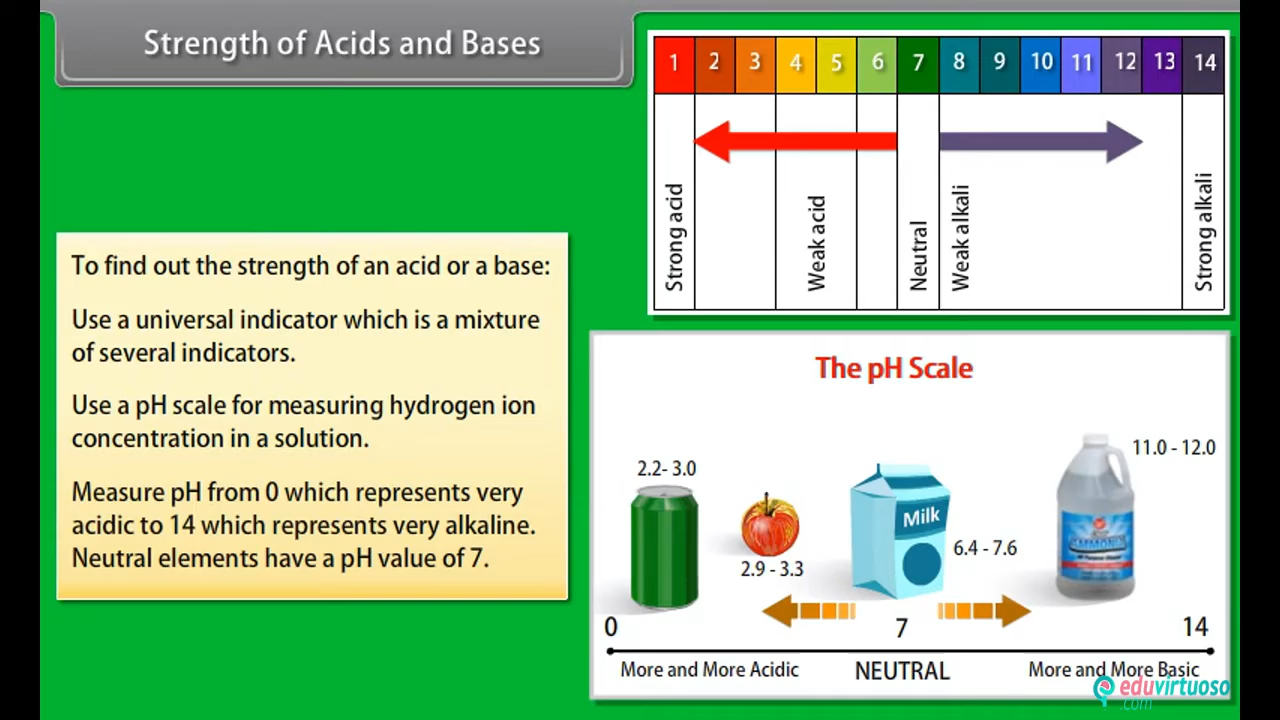 Strength of Acids and Bases
1 2 3 4 5 6 7 8 9 10 11 12 13 14
Strong acid
Weak acid
Neutral
Weak alkali
Strong alkali
To find out the strength of an acid or a base:
Use a universal indicator which is a mixture
of several indicators.
Use a pH scale for measuring hydrogen ion
concentration in a solution.
Measure pH from 0 which represents very
acidic to 14 which represents very alkaline.
Neutral elements have a pH value of 7.
The pH Scale
2.2- 3.0
2.9 - 3.3
Milk
6.4 - 7.6
11.0 - 12.0
0 7 14
More and More Acidic NEUTRAL More and More Basic
eduvirtuoso
.com